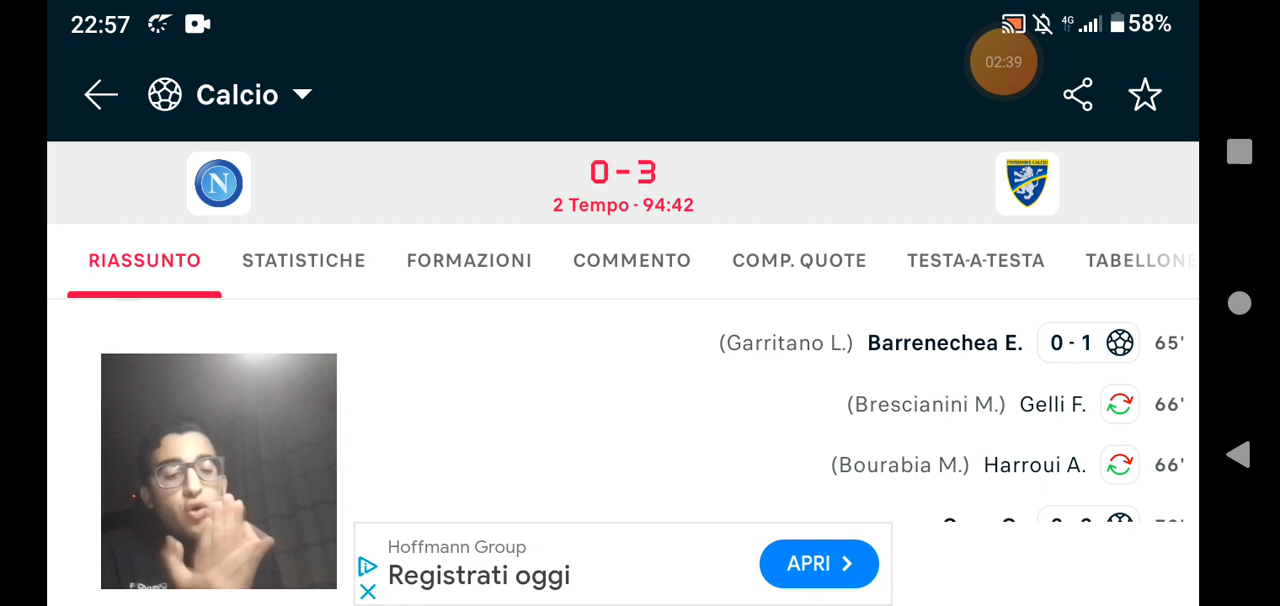 22:57
4G
58%
02:39
Calcio
N
0 - 3
2 Tempo - 94:42
RIASSUNTO
STATISTICHE
FORMAZIONI
COMMENTO
COMP. QUOTE
TESTA-A-TESTA
TABELLONE
(Garritano L.) Barrenechea E. 0 - 1 65'
(Brescianini M.) Gelli F. 66'
(Bourabia M.) Harroui A. 66'
Hoffmann Group
Registrati oggi
APRI